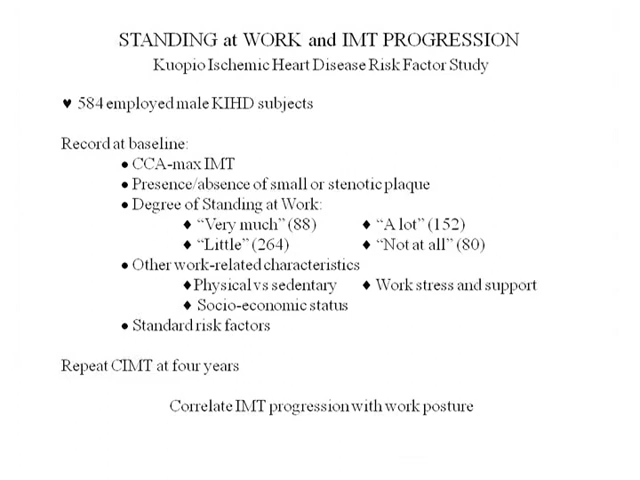 STANDING at WORK and IMT PROGRESSION
Kuopio Ischemic Heart Disease Risk Factor Study
♥ 584 employed male KIHD subjects
Record at baseline:
● CCA-max IMT
● Presence/absence of small or stenotic plaque
● Degree of Standing at Work:
♦ “Very much” (88) ♦ “A lot” (152)
♦ “Little” (264) ♦ “Not at all” (80)
● Other work-related characteristics
♦Physical vs sedentary ♦ Work stress and support
♦ Socio-economic status
● Standard risk factors
Repeat CIMT at four years
Correlate IMT progression with work posture